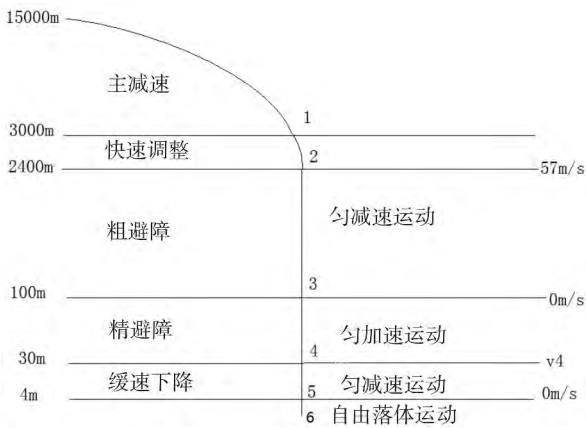 15000m
主减速
1
3000m
快速调整
2
2400m
57m/s
匀减速运动
粗避障
3
100m
0m/s
精避障
匀加速运动
4
30m
v4
缓速下降
匀减速运动
5
4m
0m/s
6 自由落体运动